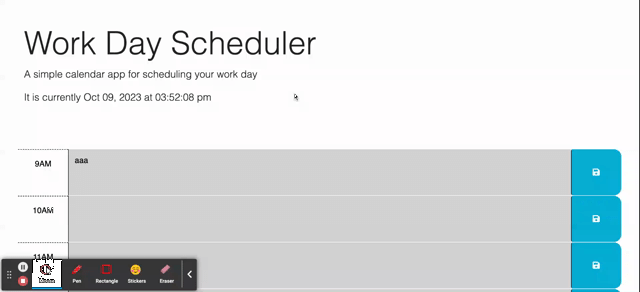 Work Day Scheduler
A simple calendar app for scheduling your work day
It is currently Oct 09, 2023 at 03:52:08 pm
9AM
aaa
10AM
11AM
Pen
Rectangle
Stickers
Eraser